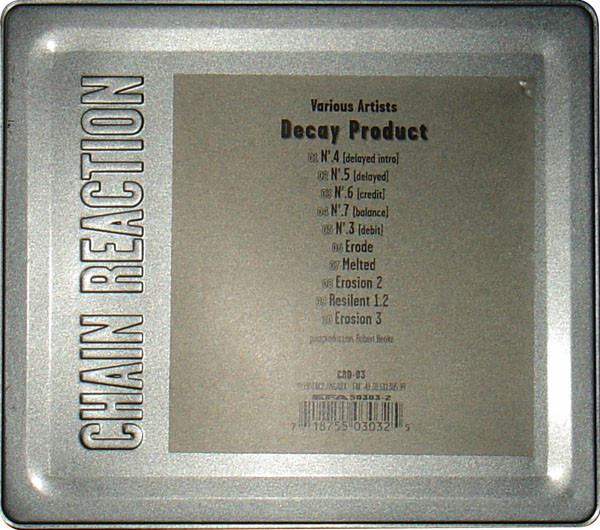 CHAIN REACTION
Various Artists
Decay Product
01 N°.4 [delayed intro]
02 N°.5 [delayed]
03 N°.6 [credit]
04 N°.7 [balance]
05 N°.3 [debit]
06 Erode
07 Melted
08 Erosion 2
09 Resilent 1.2
10 Erosion 3
Robert Henke
CRD-03
EFA 50303-2
7 18755 03032 5